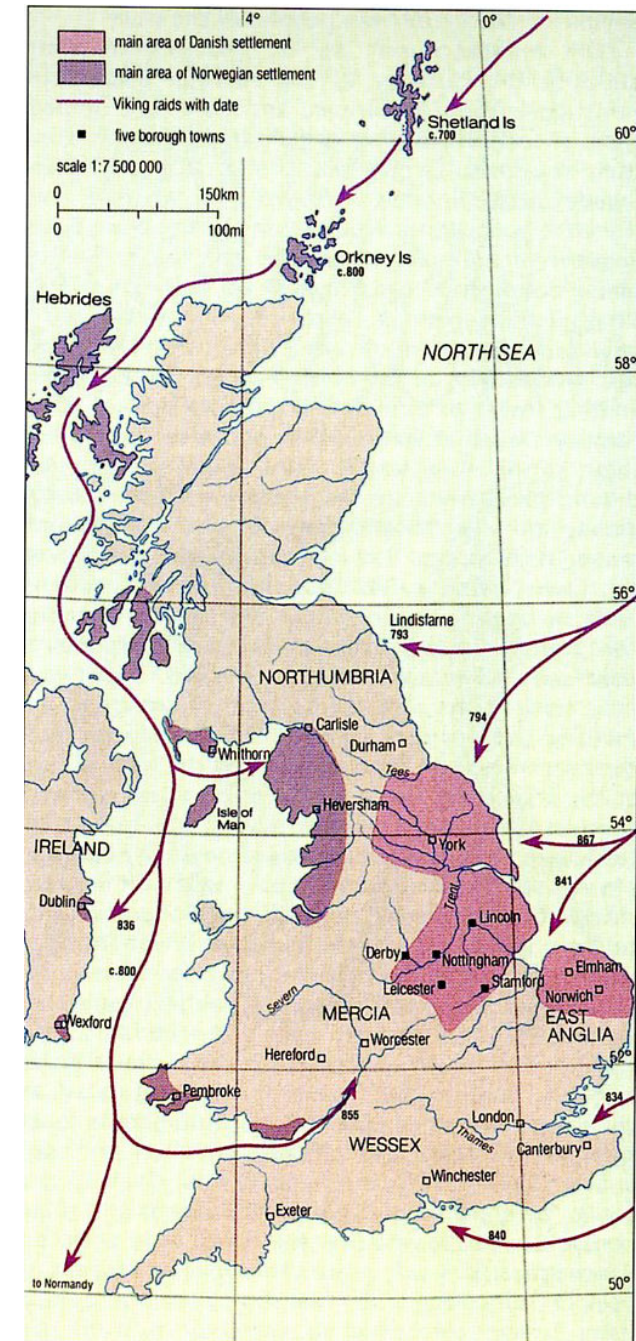 4°
0°
main area of Danish settlement
main area of Norwegian settlement
Viking raids with date
five borough towns
scale 1:7 500 000
0
150km
0
100mi
Shetland Is
c.700
60°
Orkney Is
c.800
Hebrides
NORTH SEA
58°
56°
Lindisfarne
793
NORTHUMBRIA
794
Carlisle
Durham
Whithorn
Tees
Heversham
Isle of
Man
54°
IRELAND
York
867
841
Dublin
836
Trent
Lincoln
c.800
Derby
Nottingham
Elmham
Leicester
Stamford
Norwich
Severn
MERCIA
EAST
ANGLIA
Wexford
Worcester
Hereford
52°
Pembroke
855
London
834
WESSEX
Thames
Canterbury
Winchester
Exeter
840
to Normandy
50°